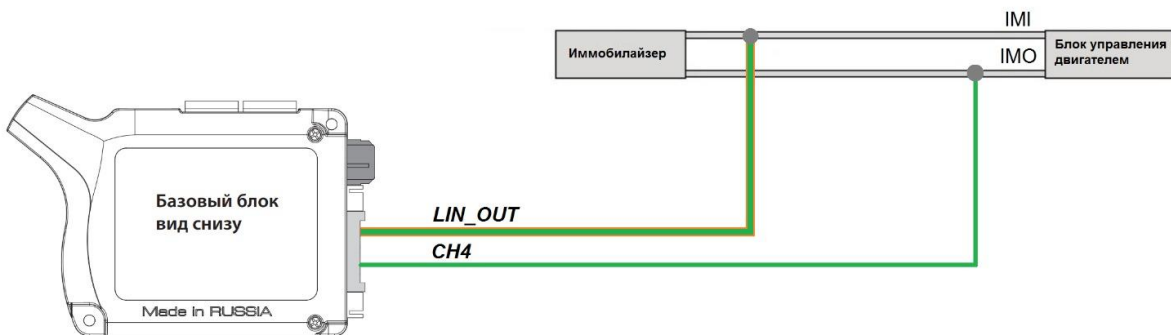 IMI
Иммобилайзер
Блок управления
двигателем
IMO
Базовый блок
вид снизу
LIN_OUT
CH4
Made in RUSSIA